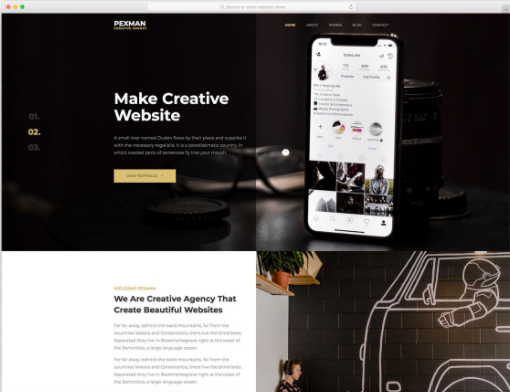 Search or enter website name
PEXMAN
CREATIVE AGENCY
HOME ABOUT WORKS BLOG CONTACT
Make Creative
Website
01.
02.
03.
A small river named Duden flows by their place and supplies it
with the necessary regelialia. It is a paradisematic country, in
which roasted parts of sentences fly into your mouth.
VIEW PORTFOLIO
Edit Profile
WELCOME PEXMAN
We Are Creative Agency That
Create Beautiful Websites
Far far away, behind the word mountains, far from the
countries Vokalia and Consonantia, there live the blind texts.
Separated they live in Bookmarksgrove right at the coast of
the Semantics, a large language ocean.
Far far away, behind the word mountains, far from the
countries Vokalia and Consonantia, there live the blind texts.
Separated they live in Bookmarksgrove right at the coast of
the Semantics, a large language ocean.